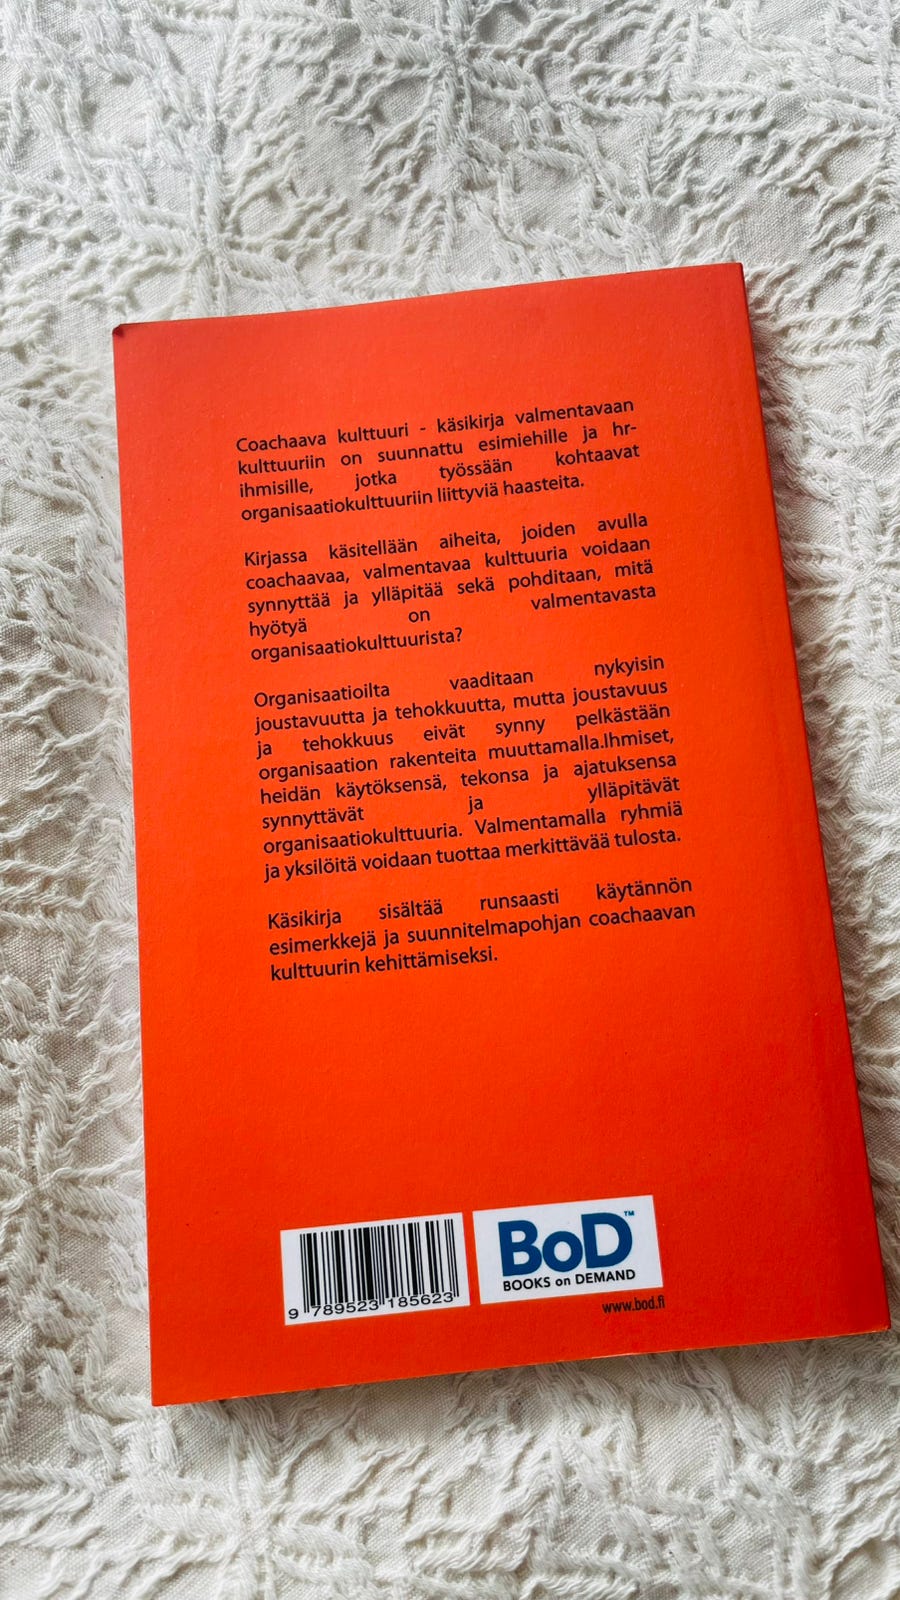 Coachaava kulttuuri - käsikirja valmentavaan
kulttuuriin on suunnattu esimiehille ja hr-
ihmisille, jotka työssään kohtaavat
organisaatiokulttuuriin liittyviä haasteita.
Kirjassa käsitellään aiheita, joiden avulla
coachaavaa, valmentavaa kulttuuria voidaan
synnyttää ja ylläpitää sekä pohditaan, mitä
hyötyä on valmentavasta
organisaatiokulttuurista?
Organisaatioilta vaaditaan nykyisin
joustavuutta ja tehokkuutta, mutta joustavuus
ja tehokkuus eivät synny pelkästään
organisaation rakenteita muuttamalla.Ihmiset,
heidän käytöksensä, tekonsa ja ajatuksensa
synnyttävät ja ylläpitävät
organisaatiokulttuuria. Valmentamalla ryhmiä
ja yksilöitä voidaan tuottaa merkittävää tulosta.
Käsikirja sisältää runsaasti käytännön
esimerkkejä ja suunnitelmapohjan coachaavan
kulttuurin kehittämiseksi.
9 789523 185623
BoD™
BOOKS on DEMAND
www.bod.fi